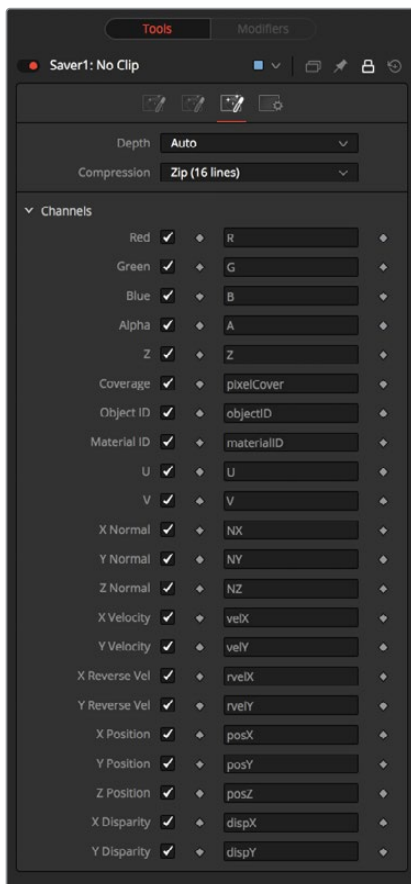 Tools Modifiers
Saver1: No Clip
Depth Auto
Compression Zip (16 lines)
Channels
Red R
Green G
Blue B
Alpha A
Z Z
Coverage pixelCover
Object ID objectID
Material ID materialID
U U
V V
X Normal NX
Y Normal NY
Z Normal NZ
X Velocity velX
Y Velocity velY
X Reverse Vel rvelX
Y Reverse Vel rvelY
X Position posX
Y Position posY
Z Position posZ
X Disparity dispX
Y Disparity dispY